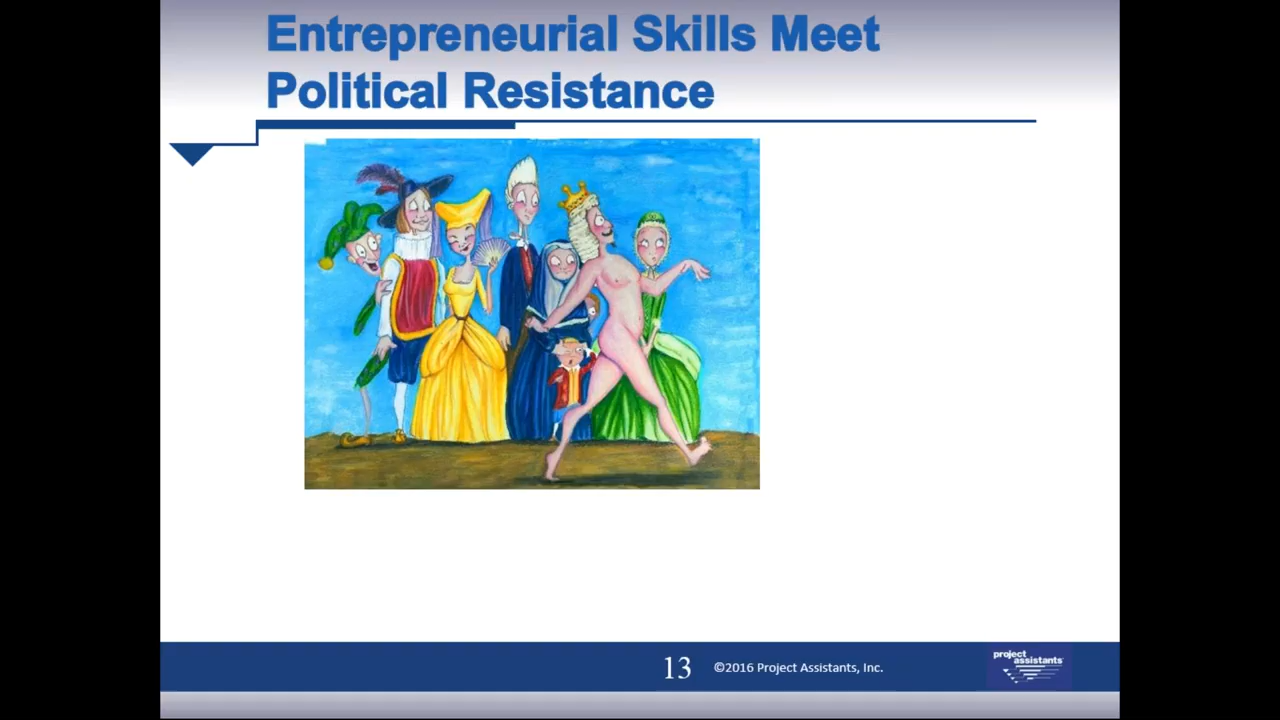 Entrepreneurial Skills Meet
Political Resistance
13 ©2016 Project Assistants, Inc.
project
assistants